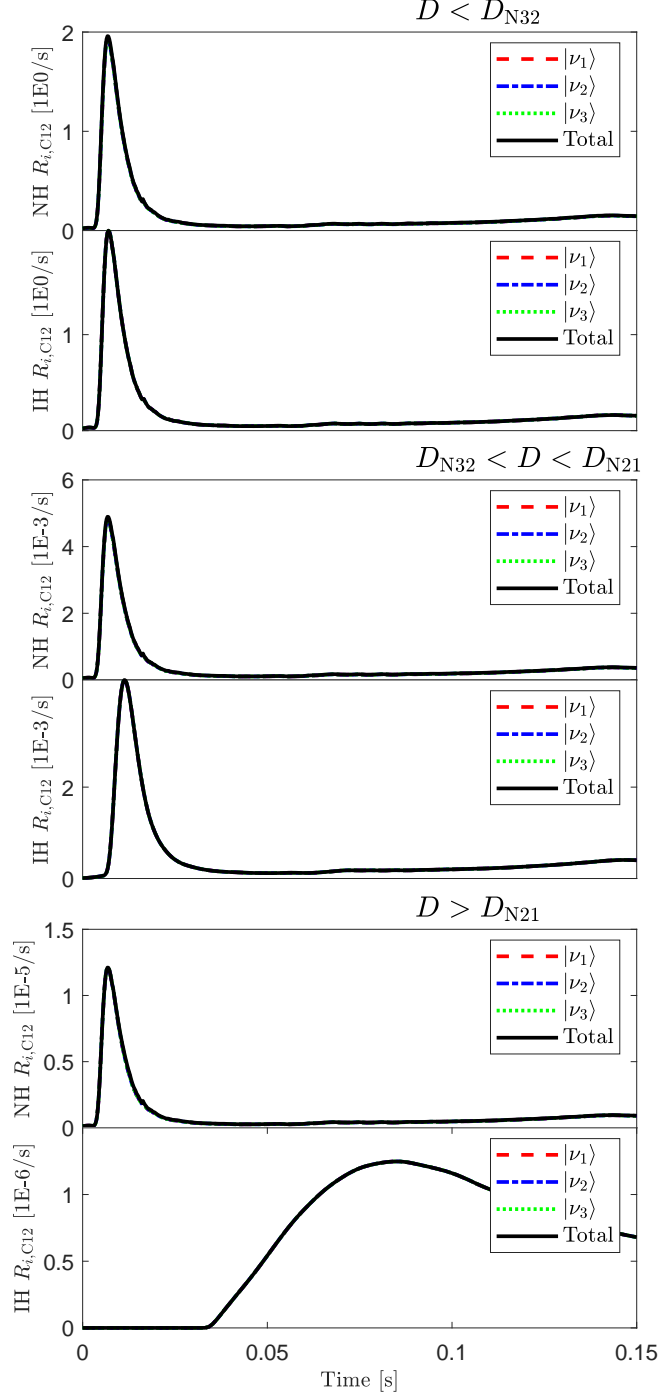 D < D_N32
2
1
0
NH R_i,C12 [1E0/s]
|ν₁⟩
|ν₂⟩
|ν₃⟩
Total
1
0
IH R_i,C12 [1E0/s]
|ν₁⟩
|ν₂⟩
|ν₃⟩
Total
D_N32 < D < D_N21
6
4
2
0
NH R_i,C12 [1E-3/s]
|ν₁⟩
|ν₂⟩
|ν₃⟩
Total
2
0
IH R_i,C12 [1E-3/s]
|ν₁⟩
|ν₂⟩
|ν₃⟩
Total
D > D_N21
1.5
1
0.5
0
NH R_i,C12 [1E-5/s]
|ν₁⟩
|ν₂⟩
|ν₃⟩
Total
1
0.5
0
IH R_i,C12 [1E-6/s]
|ν₁⟩
|ν₂⟩
|ν₃⟩
Total
0 0.05 0.1 0.15
Time [s]